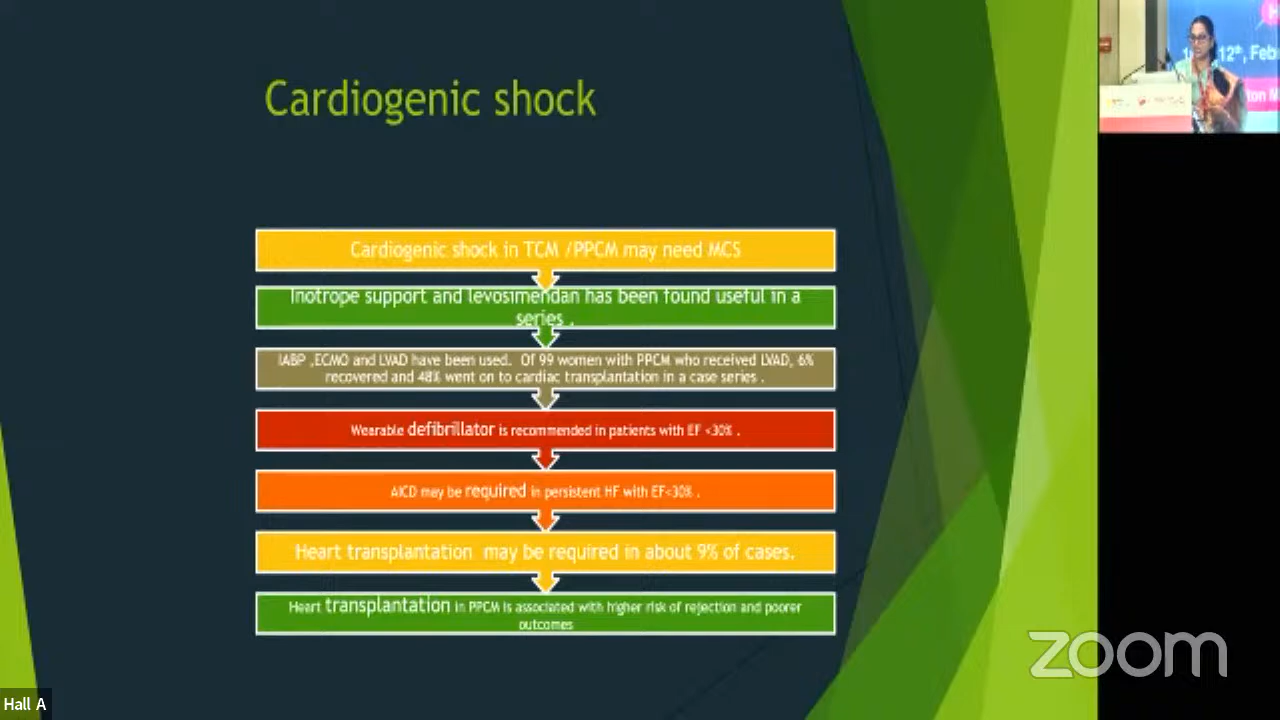 Cardiogenic shock
Cardiogenic shock in TCM /PPCM may need MCS
Inotrope support and levosimendan has been found useful in a
series .
IABP ,ECMO and LVAD have been used. Of 99 women with PPCM who received LVAD, 6%
recovered and 48% went on to cardiac transplantation in a case series .
Wearable defibrillator is recommended in patients with EF <30% .
AICD may be required in persistent HF with EF<30% .
Heart transplantation may be required in about 9% of cases.
Heart transplantation in PPCM is associated with higher risk of rejection and poorer
outcomes
12th, Feb
zoom
Hall A